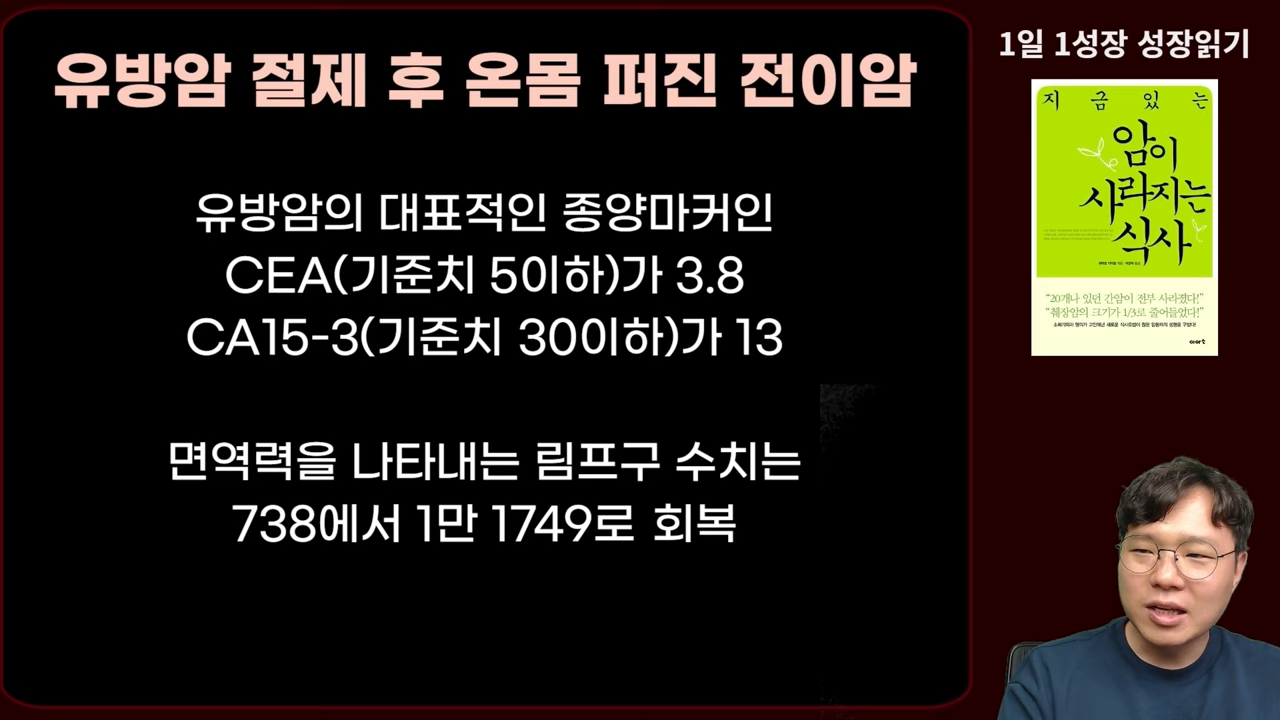 유방암 절제 후 온몸 퍼진 전이암
유방암의 대표적인 종양마커인
CEA(기준치 5이하)가 3.8
CA15-3(기준치 30이하)가 13
면역력을 나타내는 림프구 수치는
738에서 1만 1749로 회복
1일 1성장 성장읽기
지금있는
암이
사라지는
식사
“20개나 있던 간암이 전부 사라졌다!”
“췌장암의 크기가 1/3로 줄어들었다!”